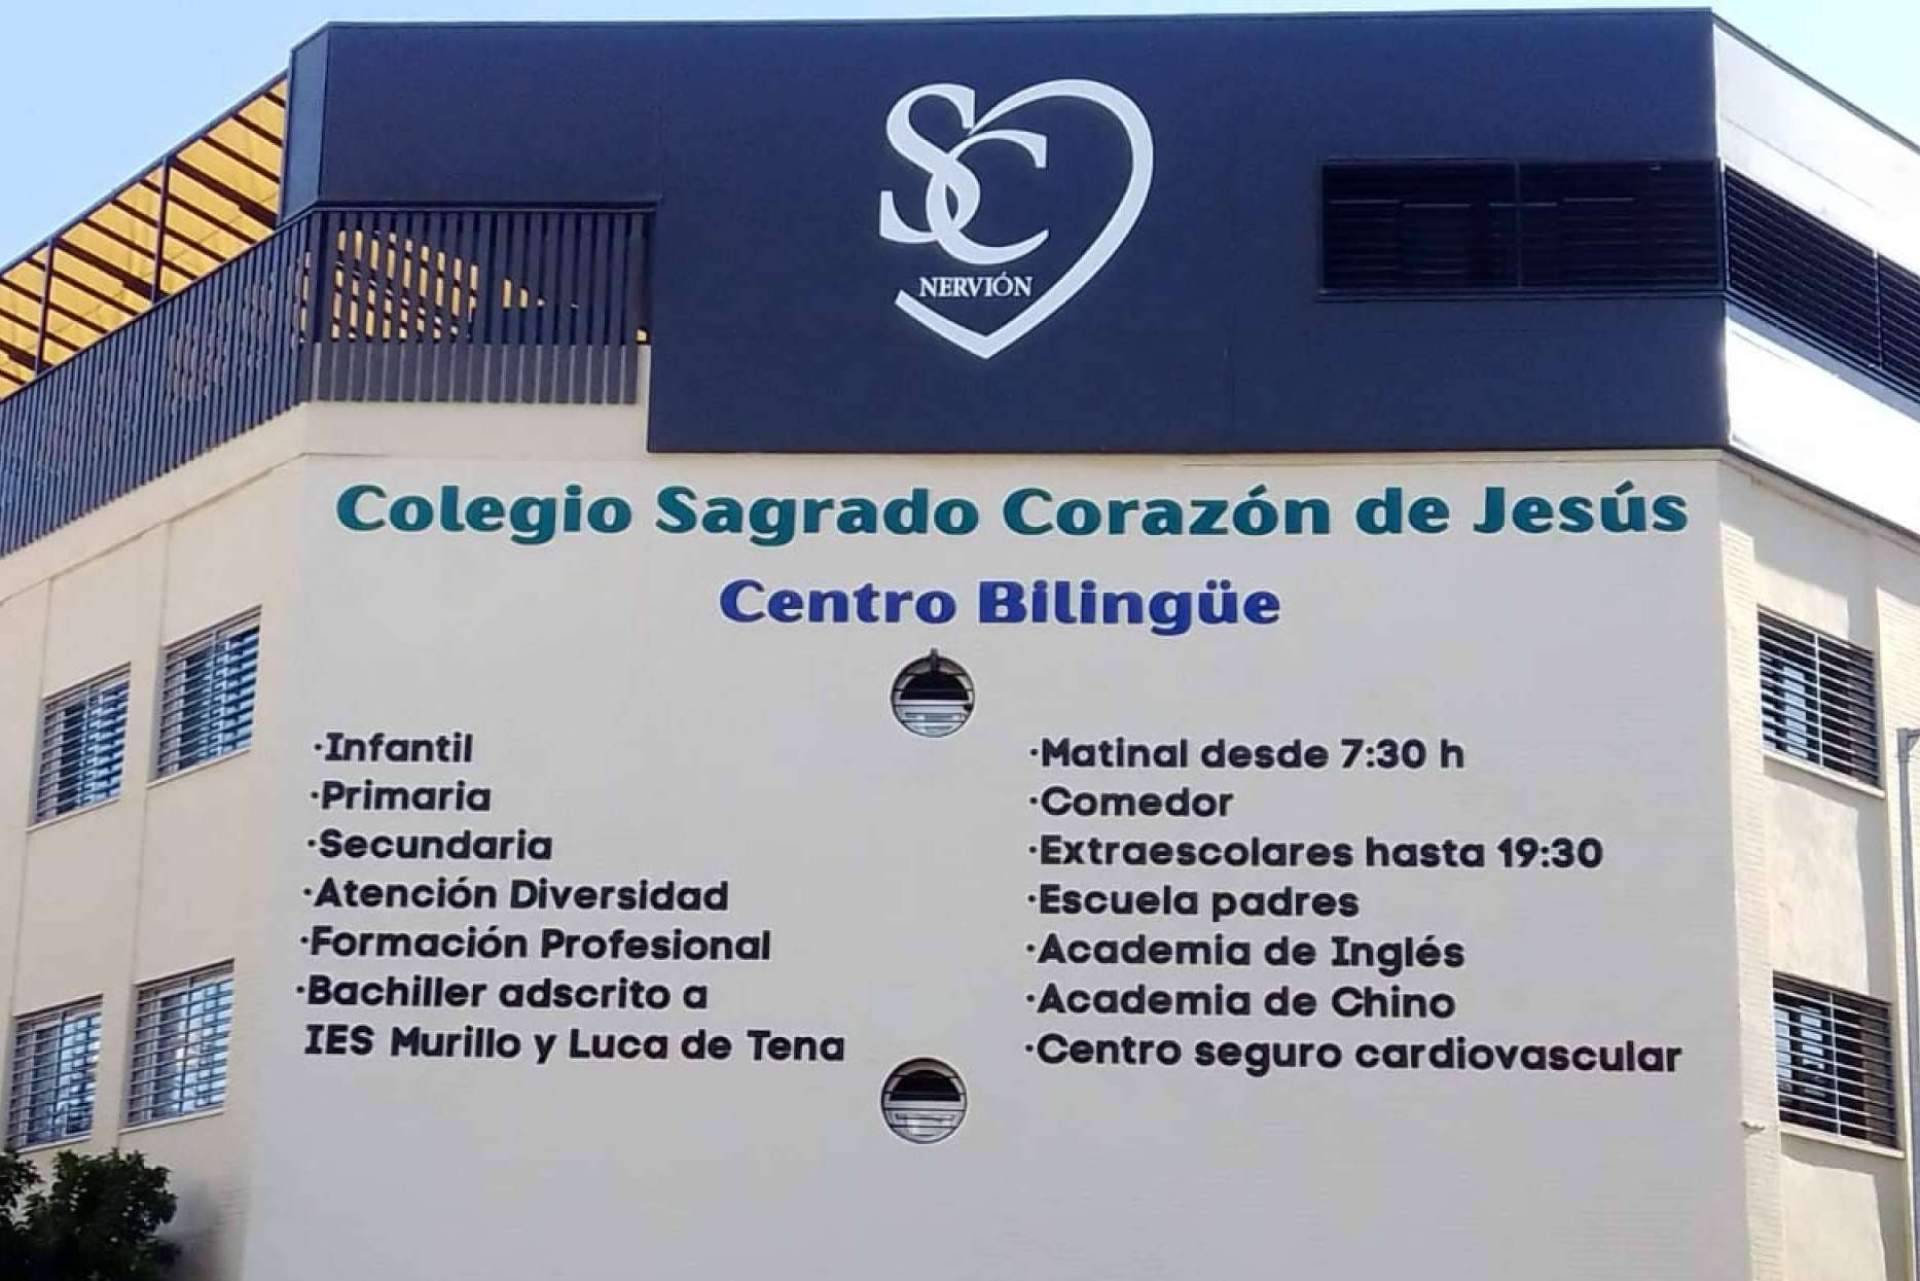 SC
NERVIÓN
Colegio Sagrado Corazón de Jesús
Centro Bilingüe
·Infantil
·Primaria
·Secundaria
·Atención Diversidad
·Formación Profesional
·Bachiller adscrito a
IES Murillo y Luca de Tena
·Matinal desde 7:30 h
·Comedor
·Extraescolares hasta 19:30
·Escuela padres
·Academia de Inglés
·Academia de Chino
·Centro seguro cardiovascular